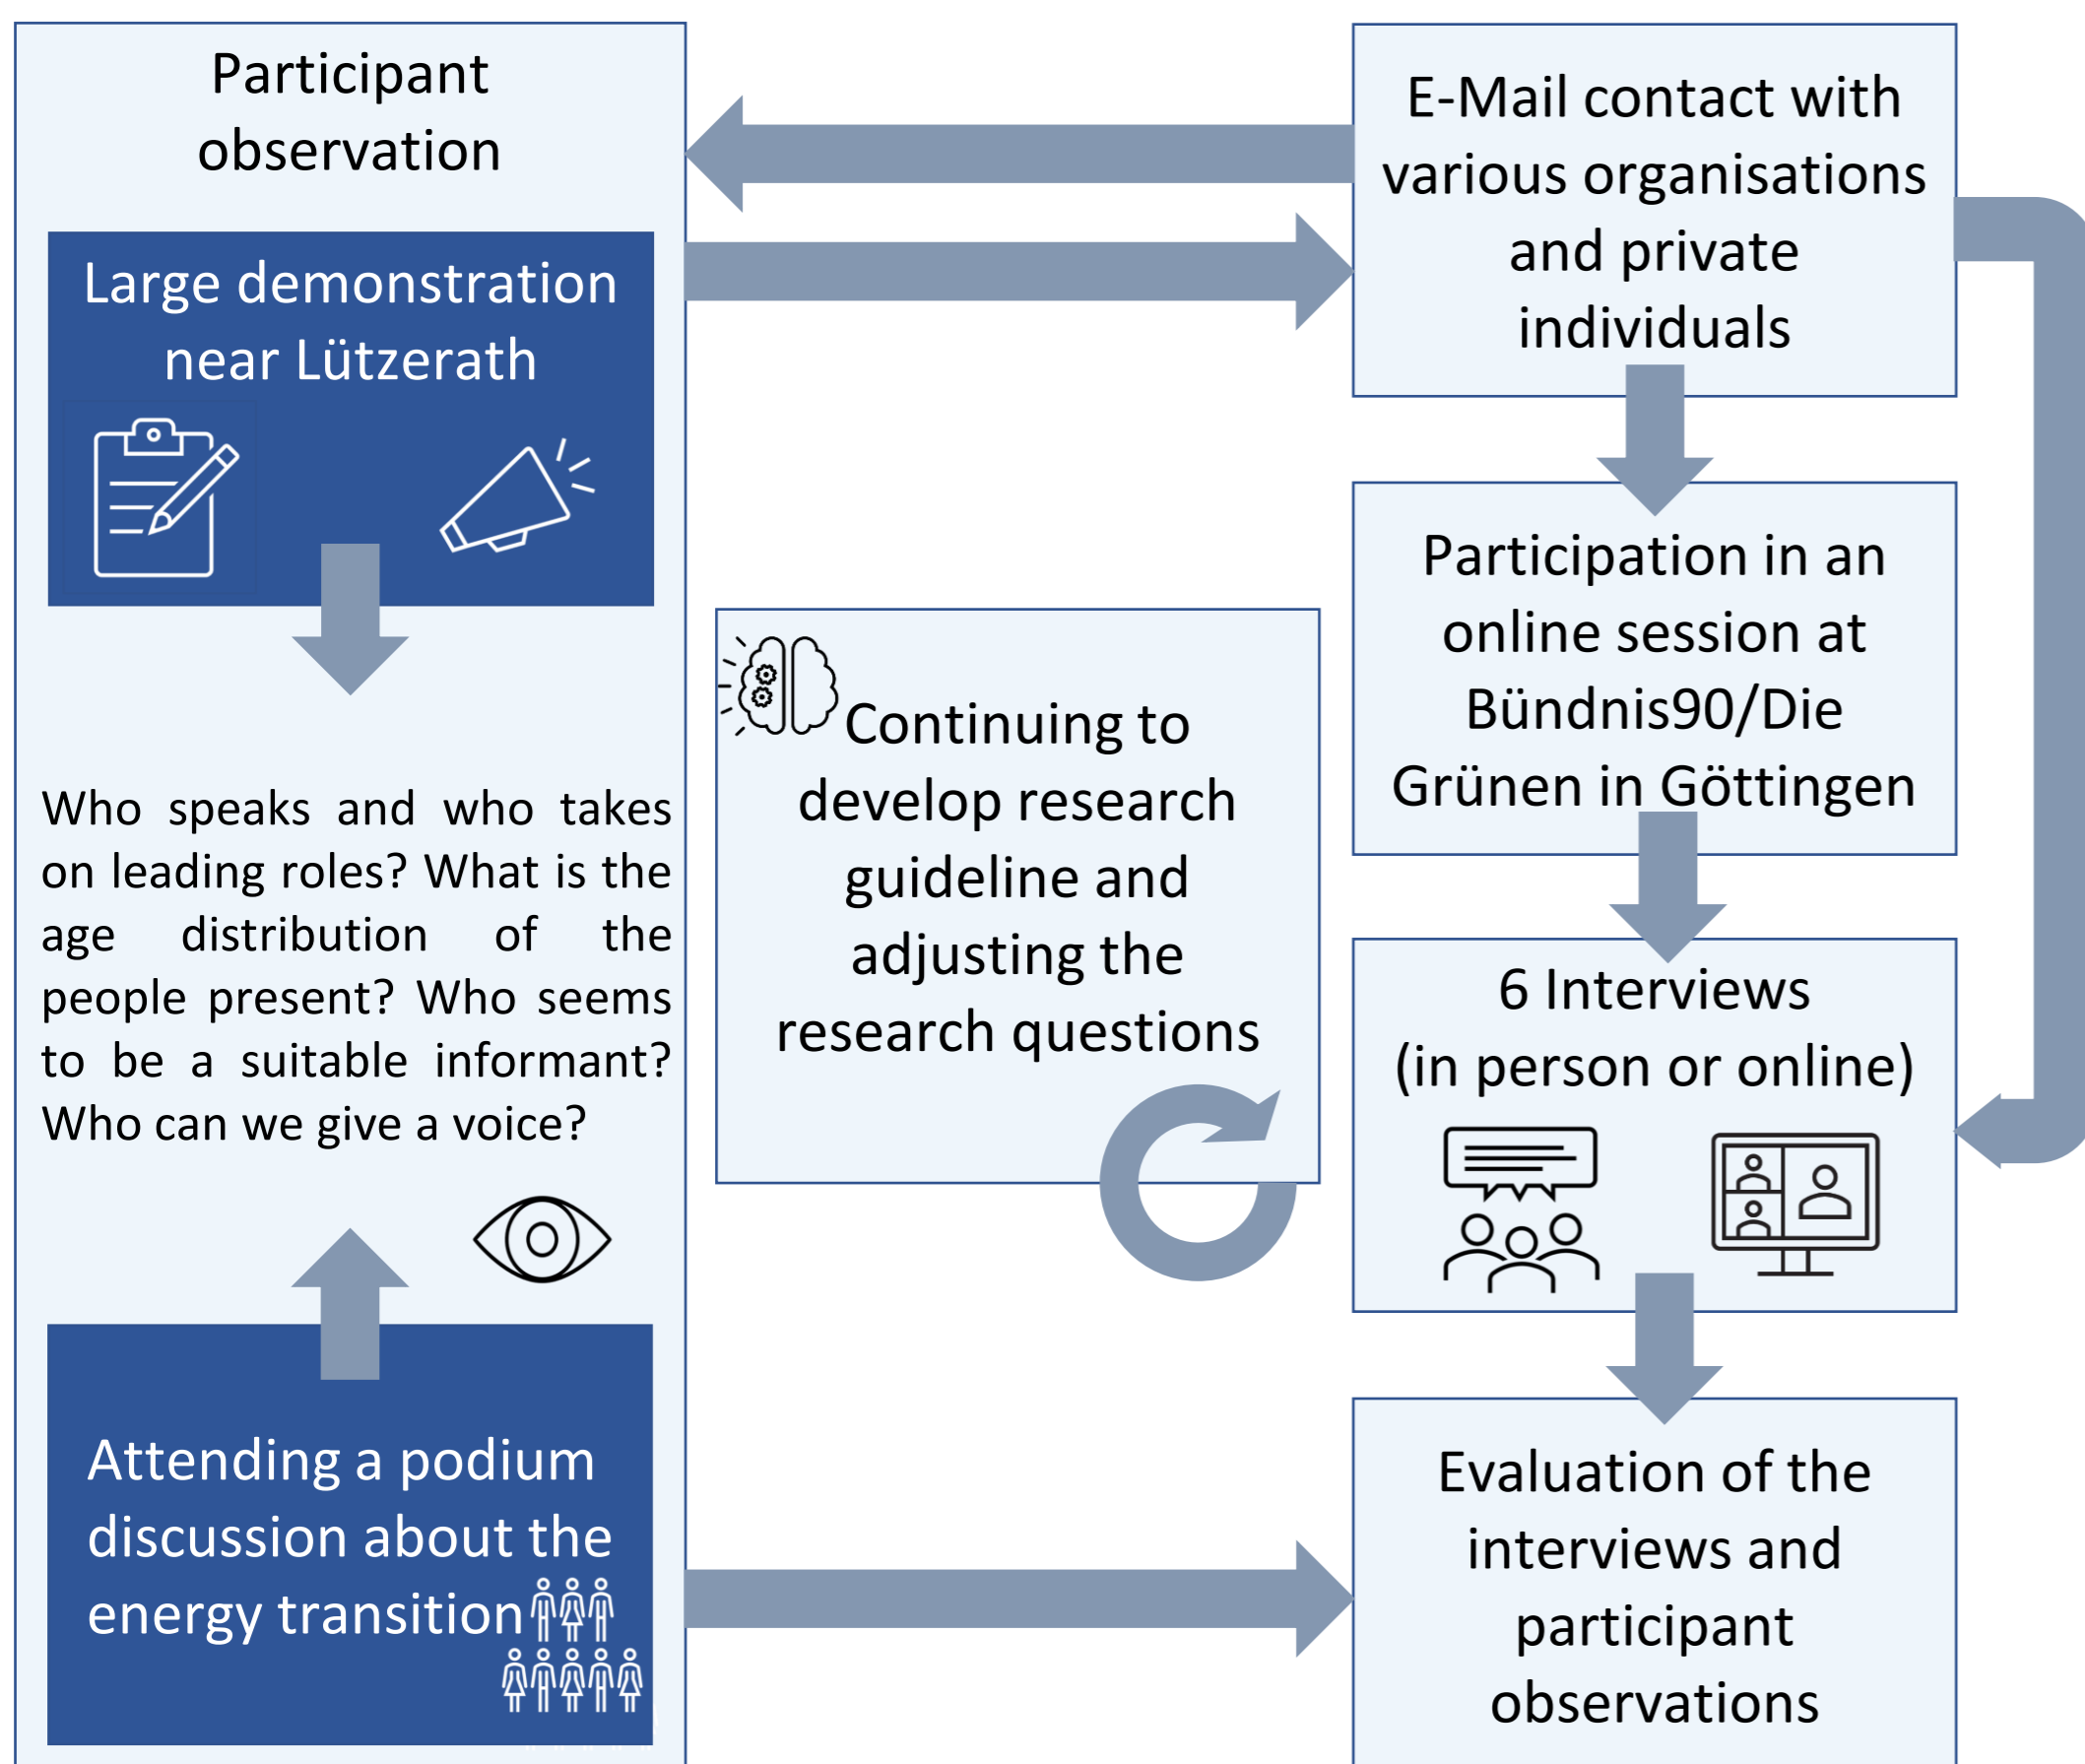 Participant
observation
Large demonstration
near Lützerath
Who speaks and who takes
on leading roles? What is the
age distribution of the
people present? Who seems
to be a suitable informant?
Who can we give a voice?
Attending a podium
discussion about the
energy transition
Continuing to
develop research
guideline and
adjusting the
research questions
E-Mail contact with
various organisations
and private
individuals
Participation in an
online session at
Bündnis90/Die
Grünen in Göttingen
6 Interviews
(in person or online)
Evaluation of the
interviews and
participant
observations